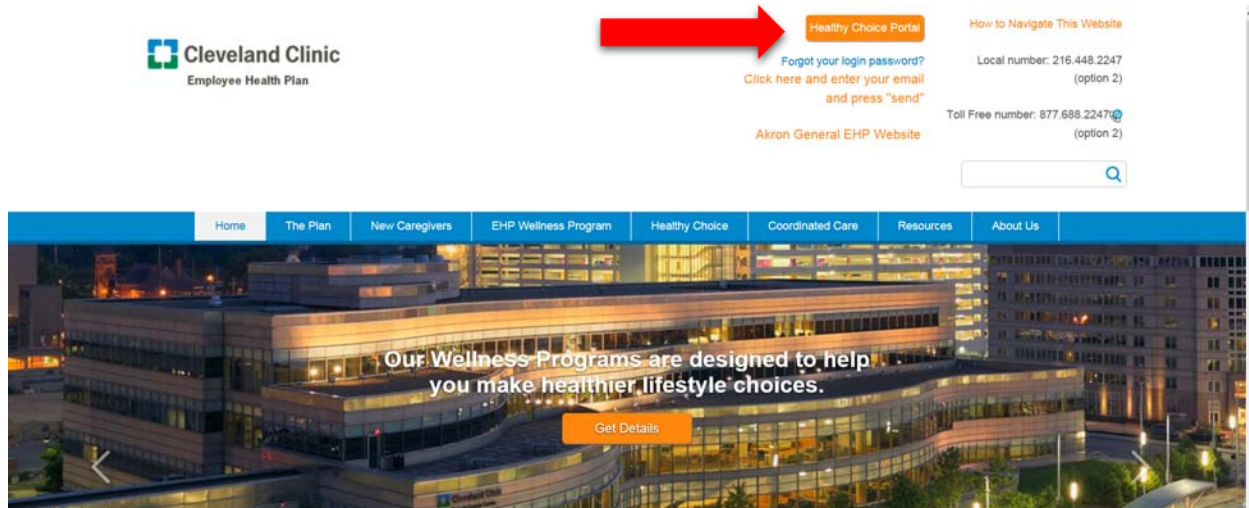 Healthy Choice Portal
How to Navigate This Website
Cleveland Clinic
Employee Health Plan
Forgot your login password?
Click here and enter your email
and press "send"
Akron General EHP Website
Local number: 216.448.2247
(option 2)
Toll Free number: 877.688.2247
(option 2)
Home The Plan New Caregivers EHP Wellness Program Healthy Choice Coordinated Care Resources About Us
Our Wellness Programs are designed to help
you make healthier lifestyle choices.
Get Details
Cleveland Clinic